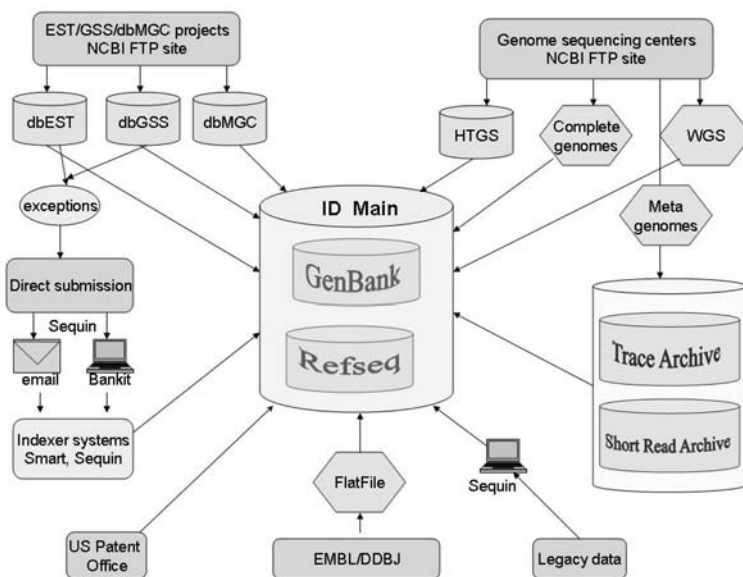 EST/GSS/dbMGC projects
NCBI FTP site
Genome sequencing centers
NCBI FTP site
dbEST
dbGSS
dbMGC
HTGS
Complete
genomes
WGS
exceptions
ID Main
Meta
genomes
GenBank
Direct submission
Sequin
Refseq
Trace Archive
email
Bankit
Indexer systems
Smart, Sequin
Short Read Archive
FlatFile
Sequin
US Patent
Office
EMBL/DDBJ
Legacy data